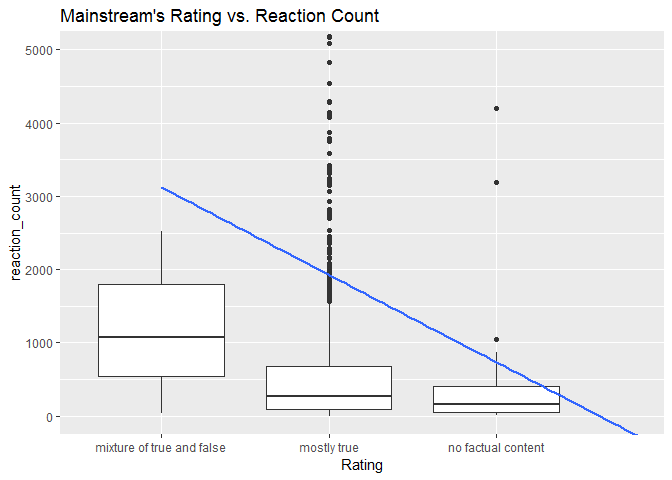 Mainstream's Rating vs. Reaction Count
5000
4000
3000
2000
1000
0
reaction_count
mixture of true and false
mostly true
no factual content
Rating